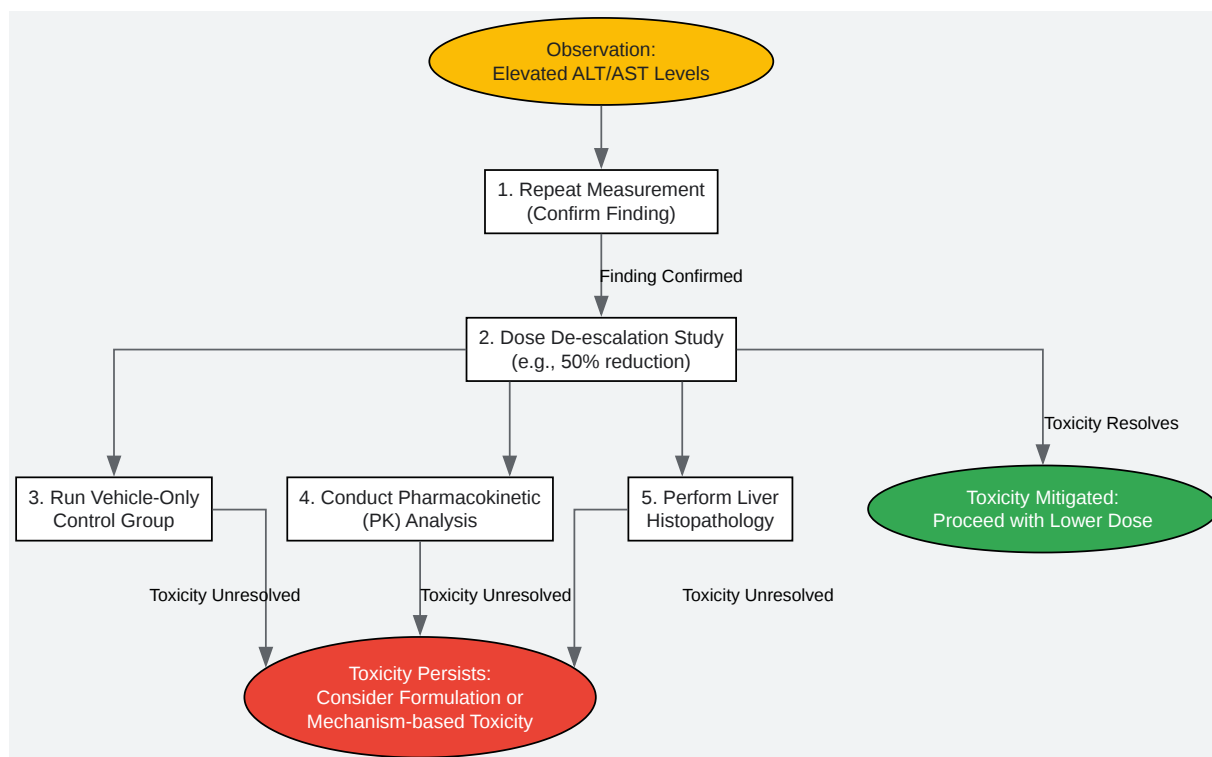 Observation:
Elevated ALT/AST Levels
1. Repeat Measurement
(Confirm Finding)
Finding Confirmed
2. Dose De-escalation Study
(e.g., 50% reduction)
Toxicity Resolves
3. Run Vehicle-Only
Control Group
4. Conduct Pharmacokinetic
(PK) Analysis
5. Perform Liver
Histopathology
Toxicity Mitigated:
Proceed with Lower Dose
Toxicity Unresolved
Toxicity Unresolved
Toxicity Unresolved
Toxicity Persists:
Consider Formulation or
Mechanism-based Toxicity